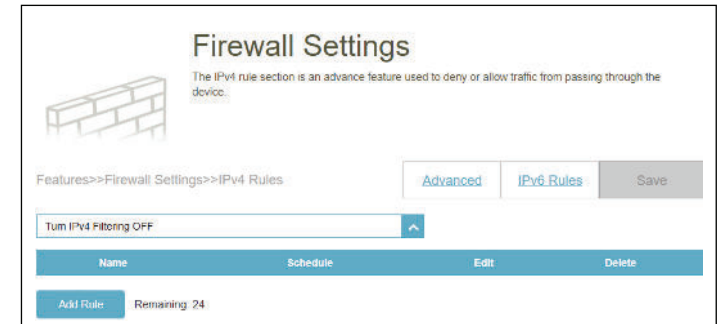 Firewall Settings
The IPv4 rule section is an advance feature used to deny or allow traffic from passing through the
device.
Features>>Firewall Settings>>IPv4 Rules
Advanced
IPv6 Rules
Save
Turn IPv4 Filtering OFF
Name Schedule Edit Delete
Add Rule Remaining: 24